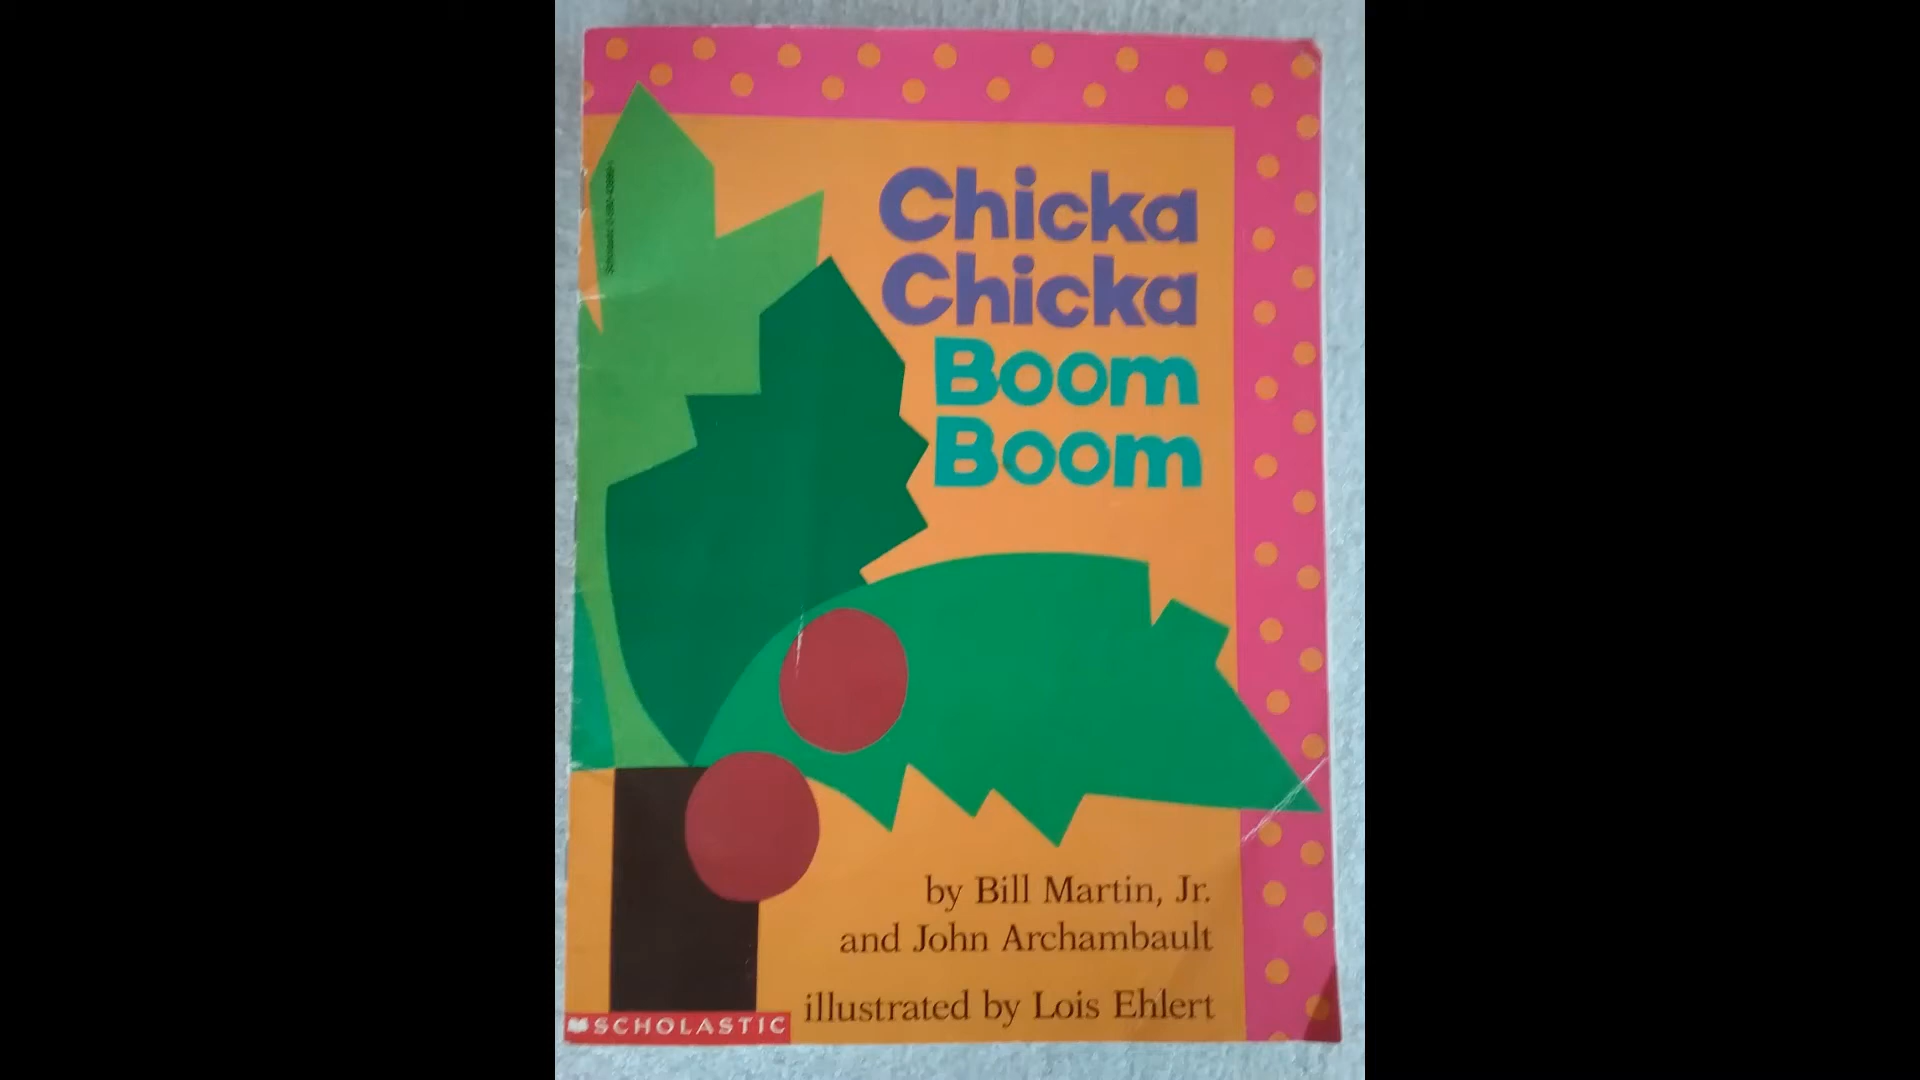 Chicka
Chicka
Boom
Boom
by Bill Martin, Jr.
and John Archambault
illustrated by Lois Ehlert
SCHOLASTIC